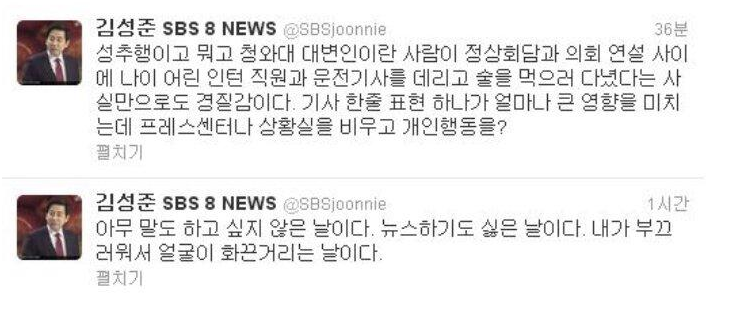 김성준 SBS 8 NEWS @SBSjoonnie 36분
성추행이고 뭐고 청와대 대변인이란 사람이 정상회담과 의회 연설 사이
에 나이 어린 인턴 직원과 운전기사를 데리고 술을 먹으러 다녔다는 사
실만으로도 경질감이다. 기사 한줄 표현 하나가 얼마나 큰 영향을 미치
는데 프레스센터나 상황실을 비우고 개인행동을?
펼치기
김성준 SBS 8 NEWS @SBSjoonnie 1시간
아무 말도 하고 싶지 않은 날이다. 뉴스하기도 싫은 날이다. 내가 부끄
러워서 얼굴이 화끈거리는 날이다.
펼치기